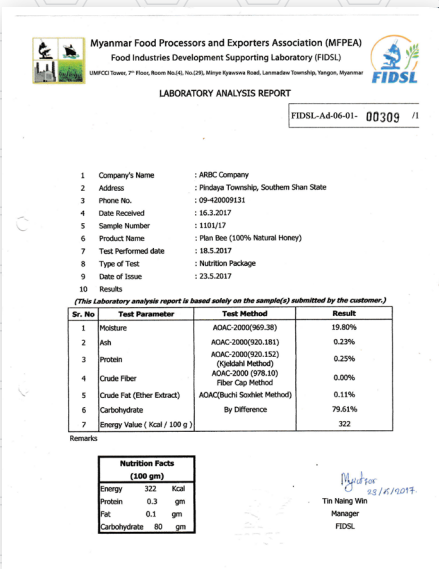 Myanmar Food Processors and Exporters Association (MFPEA)
Food Industries Development Supporting Laboratory (FIDSL)
UMFCCI Tower, 7th Floor, Room No.(4), No.(29), Minye Kyawswa Road, Lanmadaw Township, Yangon, Myanmar
FIDSL
LABORATORY ANALYSIS REPORT
FIDSL-Ad-06-01- 00309 /1
1 Company's Name : ARBC Company
2 Address : Pindaya Township, Southern Shan State
3 Phone No. : 09-420009131
4 Date Received : 16.3.2017
5 Sample Number : 1101/17
6 Product Name : Plan Bee (100% Natural Honey)
7 Test Performed date : 18.5.2017
8 Type of Test : Nutrition Package
9 Date of Issue : 23.5.2017
10 Results
(This Laboratory analysis report is based solely on the sample(s) submitted by the customer.)
Sr. No Test Parameter Test Method Result
1 Moisture AOAC-2000(969.38) 19.80%
2 Ash AOAC-2000(920.181) 0.23%
3 Protein AOAC-2000(920.152) (Kjeldahl Method) 0.25%
4 Crude Fiber AOAC-2000 (978.10) Fiber Cap Method 0.00%
5 Crude Fat (Ether Extract) AOAC(Buchi Soxhlet Method) 0.11%
6 Carbohydrate By Difference 79.61%
7 Energy Value ( Kcal / 100 g ) 322
Remarks
Nutrition Facts
(100 gm)
Energy 322 Kcal
Protein 0.3 gm
Fat 0.1 gm
Carbohydrate 80 gm
Tin Naing Win
Manager
FIDSL